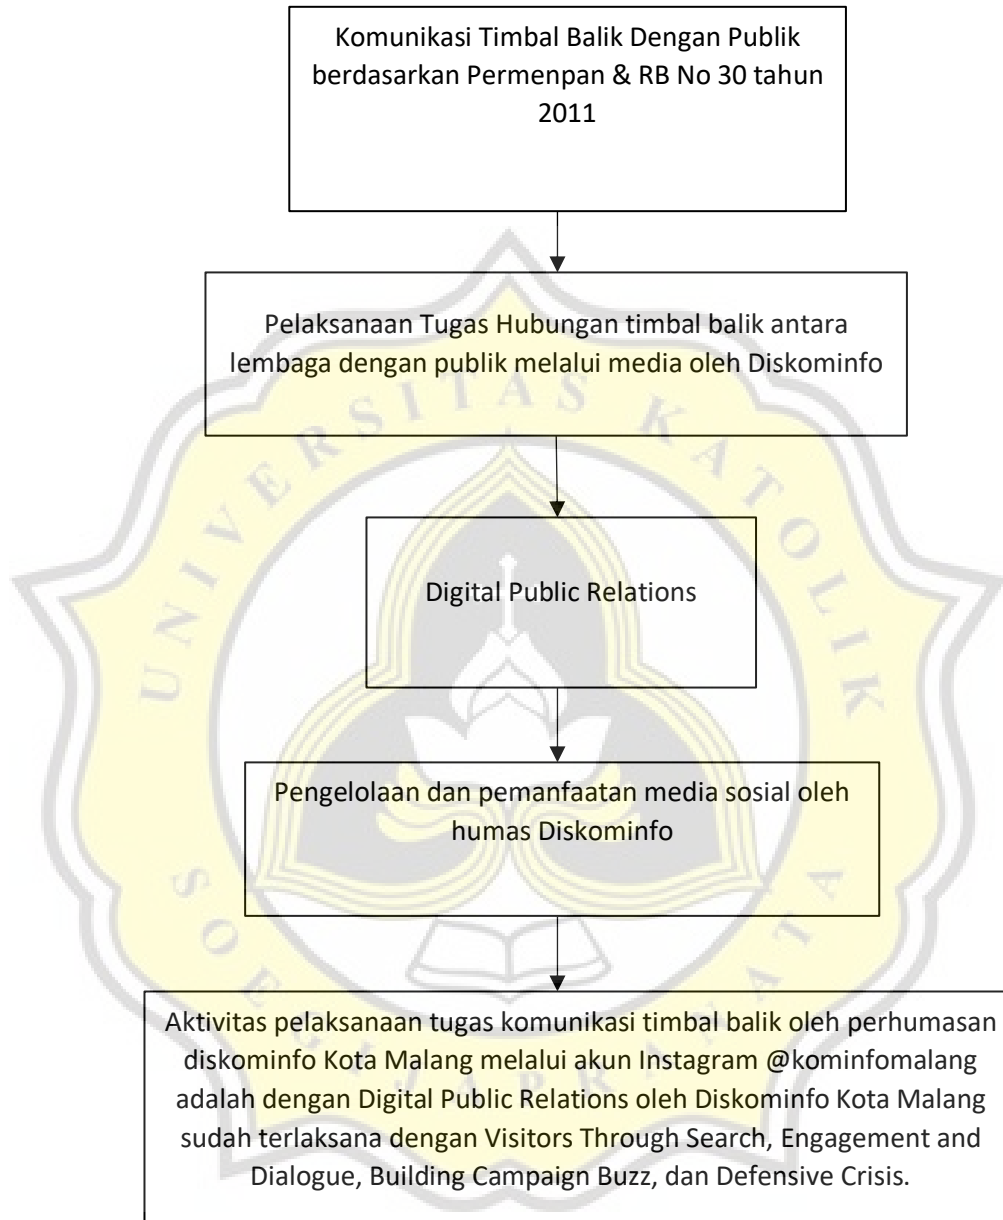 Komunikasi Timbal Balik Dengan Publik
berdasarkan Permenpan & RB No 30 tahun
2011
Pelaksanaan Tugas Hubungan timbal balik antara
lembaga dengan publik melalui media oleh Diskominfo
UNIVERSITAS KATOLIK
Digital Public Relations
Pengelolaan dan pemanfaatan media sosial oleh
humas Diskominfo
SOEGIJAPRANATA
Aktivitas pelaksanaan tugas komunikasi timbal balik oleh perhumasan
diskominfo Kota Malang melalui akun Instagram @kominfomalang
adalah dengan Digital Public Relations oleh Diskominfo Kota Malang
sudah terlaksana dengan Visitors Through Search, Engagement and
Dialogue, Building Campaign Buzz, dan Defensive Crisis.